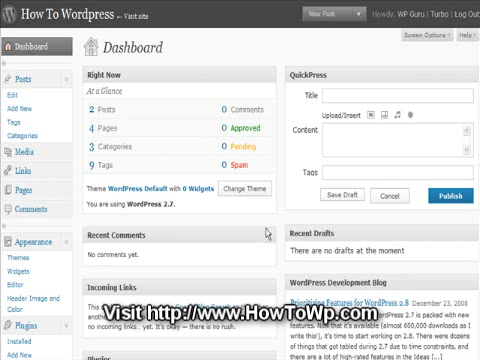 How To Wordpress ← Visit site
New Post
Howdy, WP Guru | Turbo | Log Out
Screen Options
Help
Dashboard
Dashboard
Posts
Edit
Add New
Tags
Categories
Media
Links
Pages
Comments
Appearance
Themes
Widgets
Editor
Header Image and
Color
Plugins
Installed
Right Now
At a Glance
2 Posts 0 Comments
4 Pages 0 Approved
3 Categories 0 Pending
9 Tags 0 Spam
Theme WordPress Default with 0 Widgets
Change Theme
You are using WordPress 2.7.
Recent Comments
No comments yet.
Incoming Links
yet... It's okay — there is no rush.
Plugins
QuickPress
Title
Upload/Insert
Content
Tags
Save Draft
Cancel
Publish
Recent Drafts
There are no drafts at the moment
WordPress Development Blog
Prioritizing Features for WordPress 2.8 December 23, 2008
WordPress 2.7 is packed with new
features. Now that it's available (almost 600,000 downloads as I
write this!), it's time to start working on 2.8. There were dozens
of things that got tabled during 2.7 due to time constraints, and
there are a lot of high-rated features in the Ideas [...]
Visit http://www.HowToWp.com